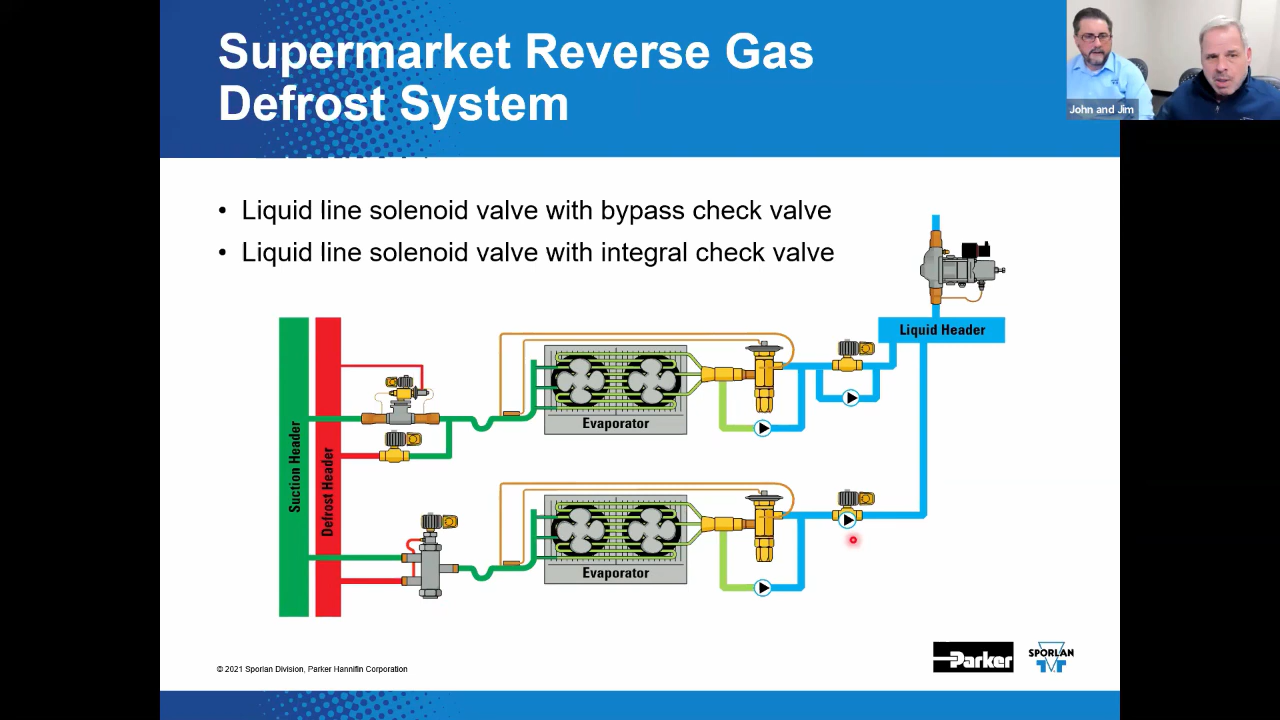 Supermarket Reverse Gas
Defrost System
John and Jim
• Liquid line solenoid valve with bypass check valve
• Liquid line solenoid valve with integral check valve
Liquid Header
Evaporator
Suction Header
Defrost Header
Evaporator
© 2021 Sporlan Division, Parker Hannifin Corporation
Parker
SPORLAN